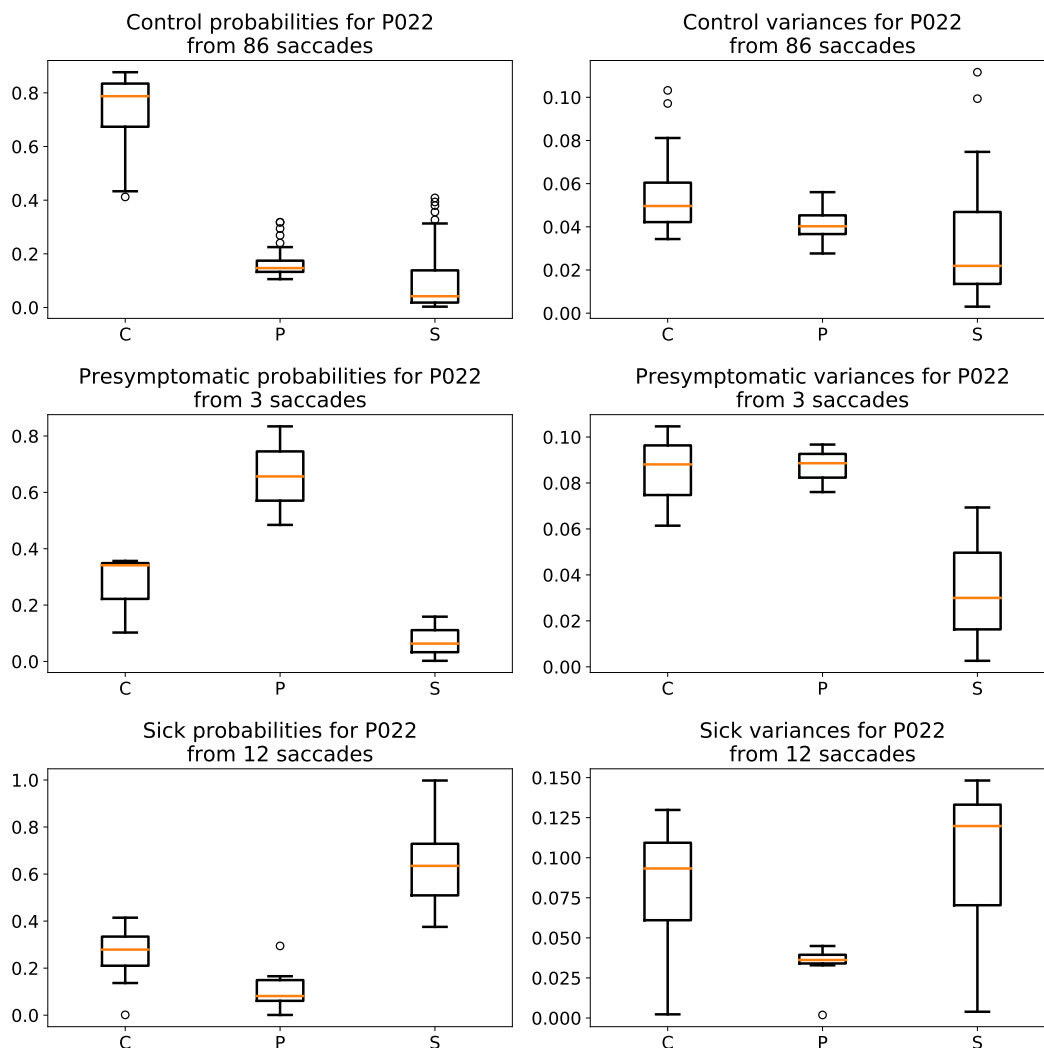 Control probabilities for P022
from 86 saccades
0.8
0.6
0.4
0.2
0.0
C P S
Control variances for P022
from 86 saccades
0.10
0.08
0.06
0.04
0.02
0.00
C P S
Presymptomatic probabilities for P022
from 3 saccades
0.8
0.6
0.4
0.2
0.0
C P S
Presymptomatic variances for P022
from 3 saccades
0.10
0.08
0.06
0.04
0.02
0.00
C P S
Sick probabilities for P022
from 12 saccades
1.0
0.8
0.6
0.4
0.2
0.0
C P S
Sick variances for P022
from 12 saccades
0.150
0.125
0.100
0.075
0.050
0.025
0.000
C P S